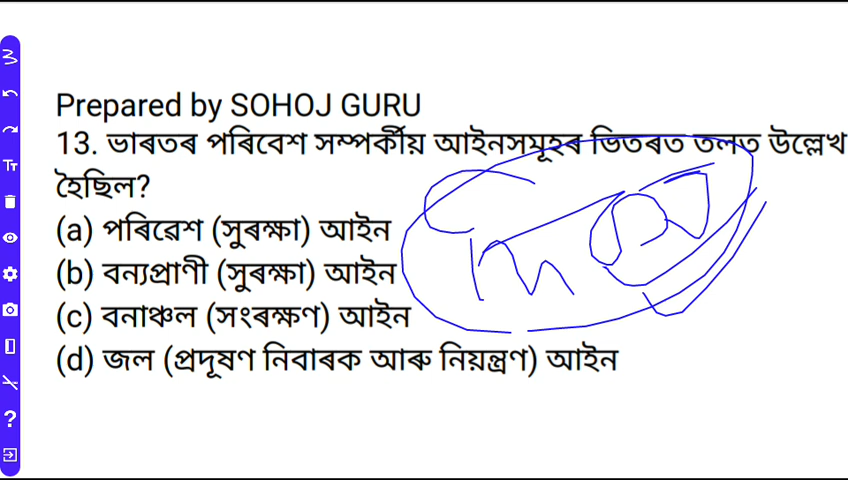 Prepared by SOHOJ GURU
13. ভাৰতৰ পৰিবেশ সম্পৰ্কীয় আইনসমূহৰ ভিতৰত তলত উল্লেখ
হৈছিল?
(a) পৰিৱেশ (সুৰক্ষা) আইন
(b) বন্যপ্ৰাণী (সুৰক্ষা) আইন
(c) বনাঞ্চল (সংৰক্ষণ) আইন
(d) জল (প্ৰদূষণ নিবাৰক আৰু নিয়ন্ত্ৰণ) আইন